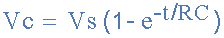 Vc = Vs (1- e-t/RC )